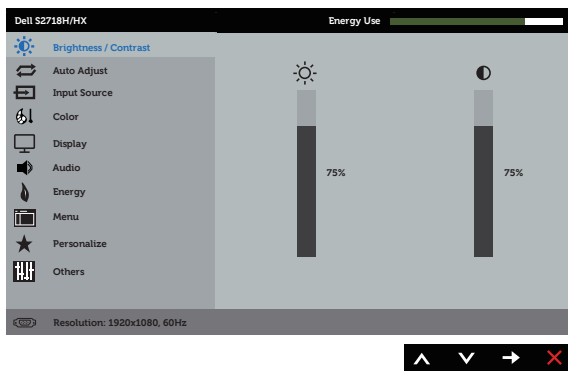 Dell S2718H/HX
Energy Use
Brightness / Contrast
Auto Adjust
Input Source
Color
Display
Audio
Energy
Menu
Personalize
Others
75%
75%
Resolution: 1920x1080, 60Hz